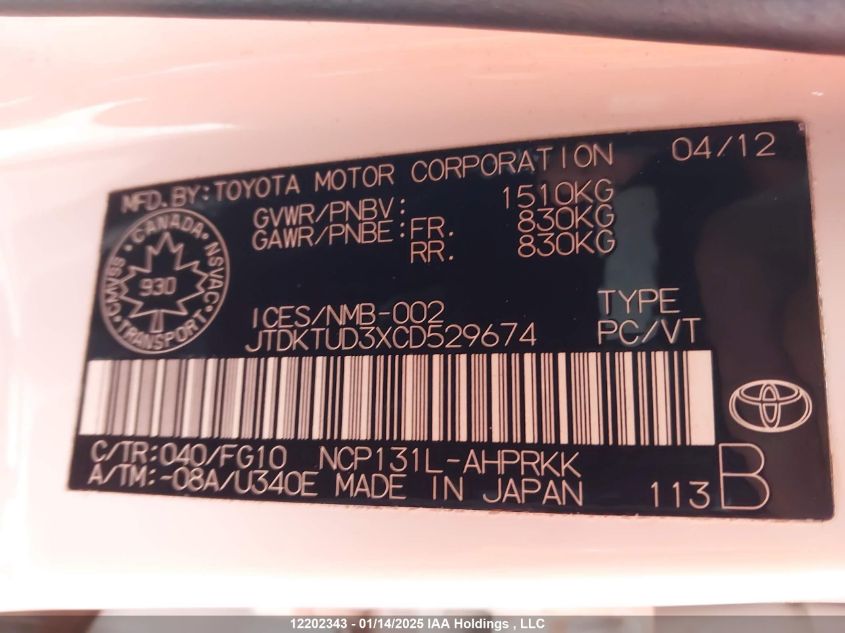 MFD.BY:TOYOTA MOTOR CORPORATION 04/12
GVWR/PNBV: 1510KG
GAWR/PNBE:FR. 830KG
RR. 830KG
CMVSS · CANADA · NSVAC
930
TRANSPORT
ICES/NMB-002 TYPE
JTDKTUD3XCD529674 PC/VT
C/TR:040/FG10 NCP131L-AHPRKK
A/TM:-08A/U340E MADE IN JAPAN 113 B
12202343 - 01/14/2025 IAA Holdings , LLC